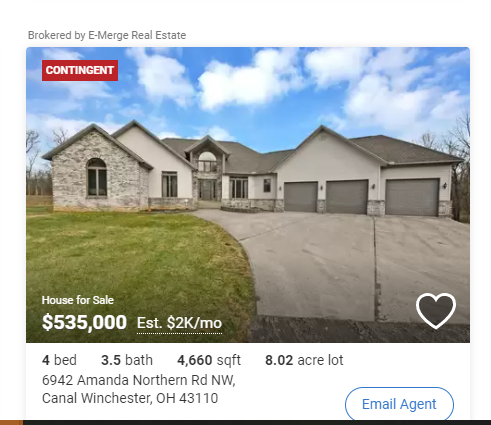 Brokered by E-Merge Real Estate
CONTINGENT
House for Sale
$535,000 Est. $2K/mo
4 bed 3.5 bath 4,660 sqft 8.02 acre lot
6942 Amanda Northern Rd NW,
Canal Winchester, OH 43110
Email Agent